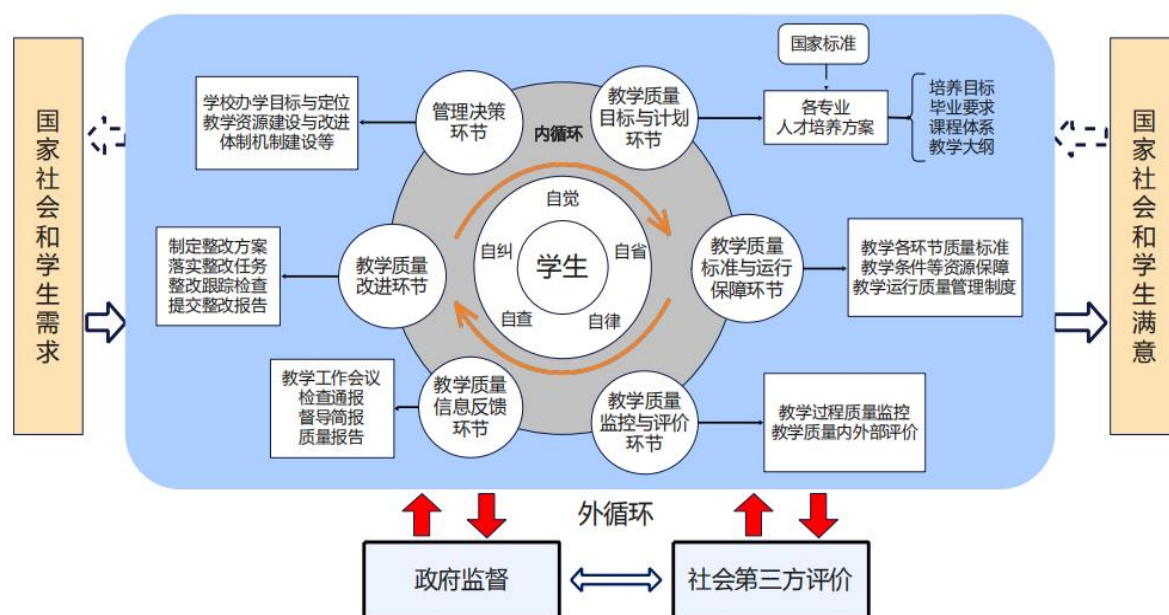 国家社会和学生需求
学校办学目标与定位
教学资源建设与改进
体制机制建设等
管理决策
环节
内循环
教学质量
目标与计划
环节
国家标准
各专业
人才培养方案
培养目标
毕业要求
课程体系
教学大纲
制定整改方案
落实整改任务
整改跟踪检查
提交整改报告
教学质量
改进环节
自觉
自纠
自省
学生
自查
自律
教学质量
标准与运行
保障环节
教学各环节质量标准
教学条件等资源保障
教学运行质量管理制度
教学工作会议
检查通报
督导简报
质量报告
教学质量
信息反馈
环节
教学质量
监控与评价
环节
教学过程质量监控
教学质量内外部评价
国家社会和学生满意
外循环
政府监督
社会第三方评价